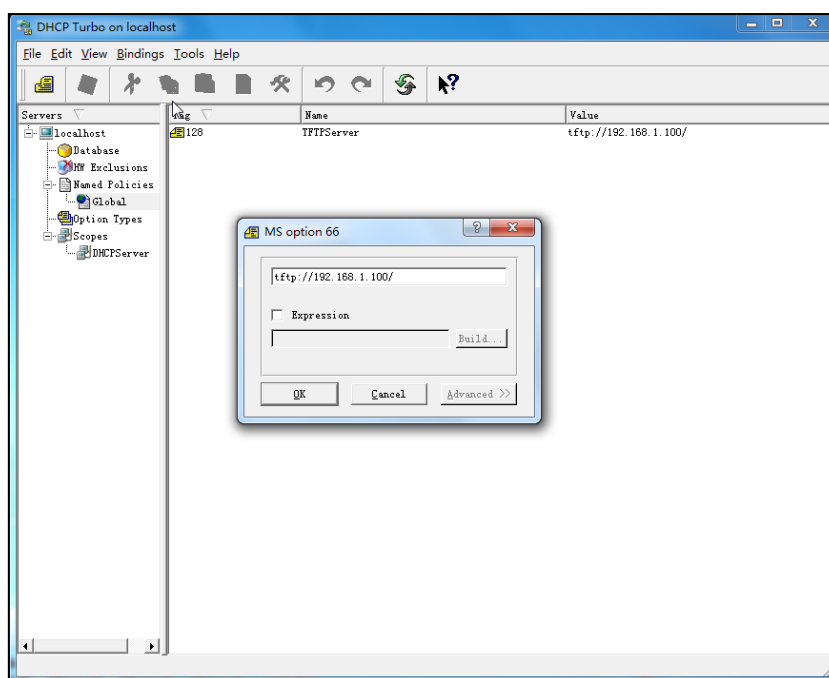 DHCP Turbo on localhost
File Edit View Bindings Tools Help
Servers
Name
Value
localhost
128
TFTPServer
tftp://192.168.1.100/
Database
HW Exclusions
Named Policies
Global
Option Types
Scopes
DHCPServer
MS option 66
tftp://192.168.1.100/
Expression
Build...
OK
Cancel
Advanced >>